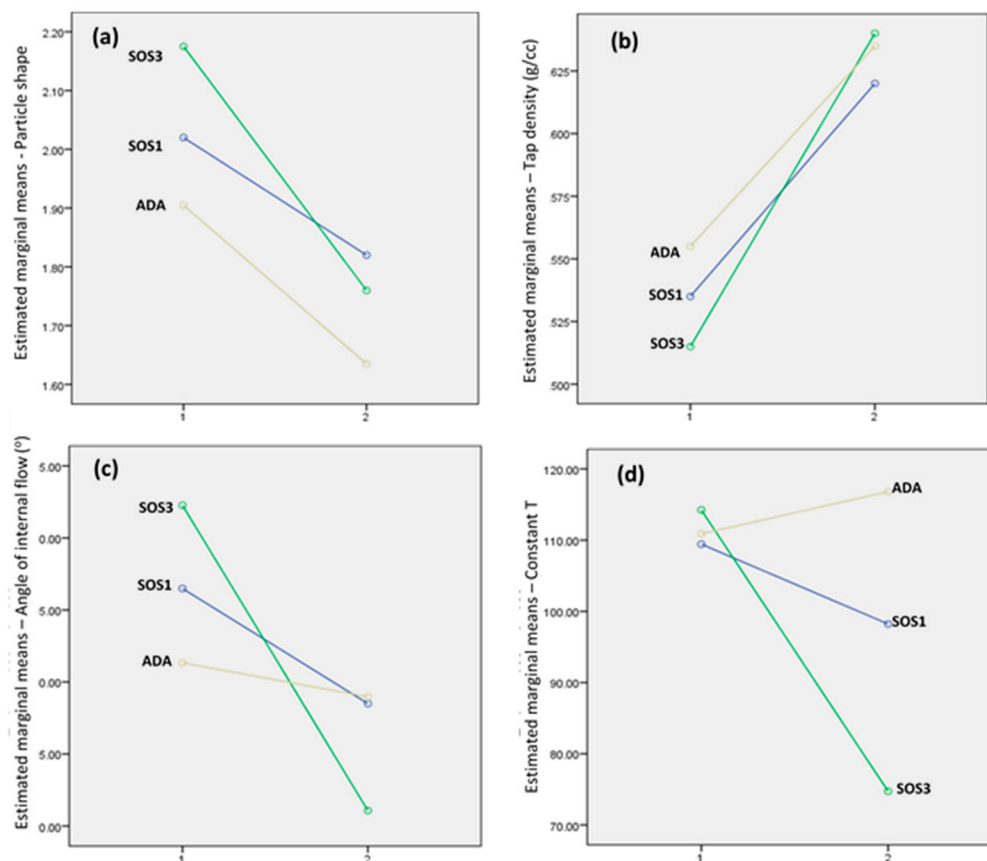 (a)
Estimated marginal means - Particle shape
2.20
2.10
2.00
1.90
1.80
1.70
1.60
SOS3
SOS1
ADA
1
2
(b)
Estimated marginal means – Tap density (g/cc)
.625
.600
.575
.550
.525
.500
ADA
SOS1
SOS3
1
2
(c)
Estimated marginal means – Angle of internal flow (°)
5.00
0.00
5.00
0.00
5.00
0.00
SOS3
SOS1
ADA
1
2
(d)
Estimated marginal means – Constant T
120.00
110.00
100.00
90.00
80.00
70.00
ADA
SOS1
SOS3
1
2